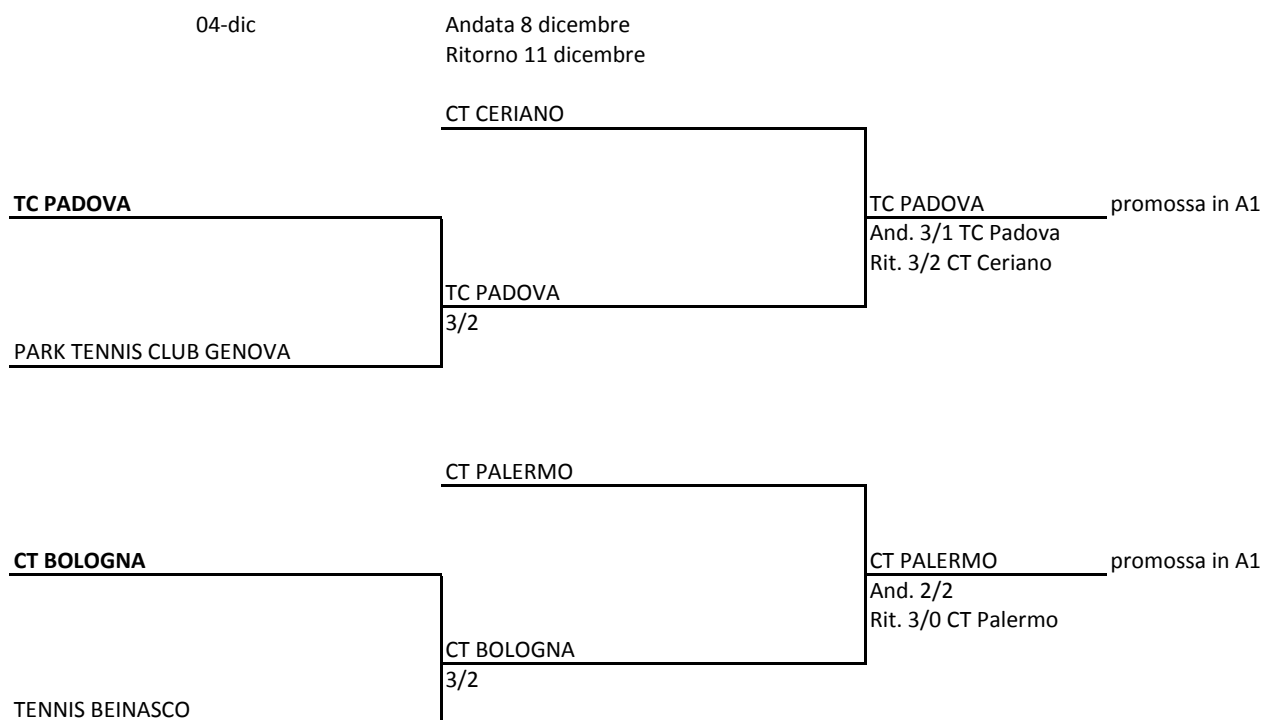 04-dic Andata 8 dicembre
Ritorno 11 dicembre
CT CERIANO
TC PADOVA TC PADOVA promossa in A1
And. 3/1 TC Padova
Rit. 3/2 CT Ceriano
TC PADOVA
3/2
PARK TENNIS CLUB GENOVA
CT PALERMO
CT BOLOGNA CT PALERMO promossa in A1
And. 2/2
Rit. 3/0 CT Palermo
CT BOLOGNA
3/2
TENNIS BEINASCO